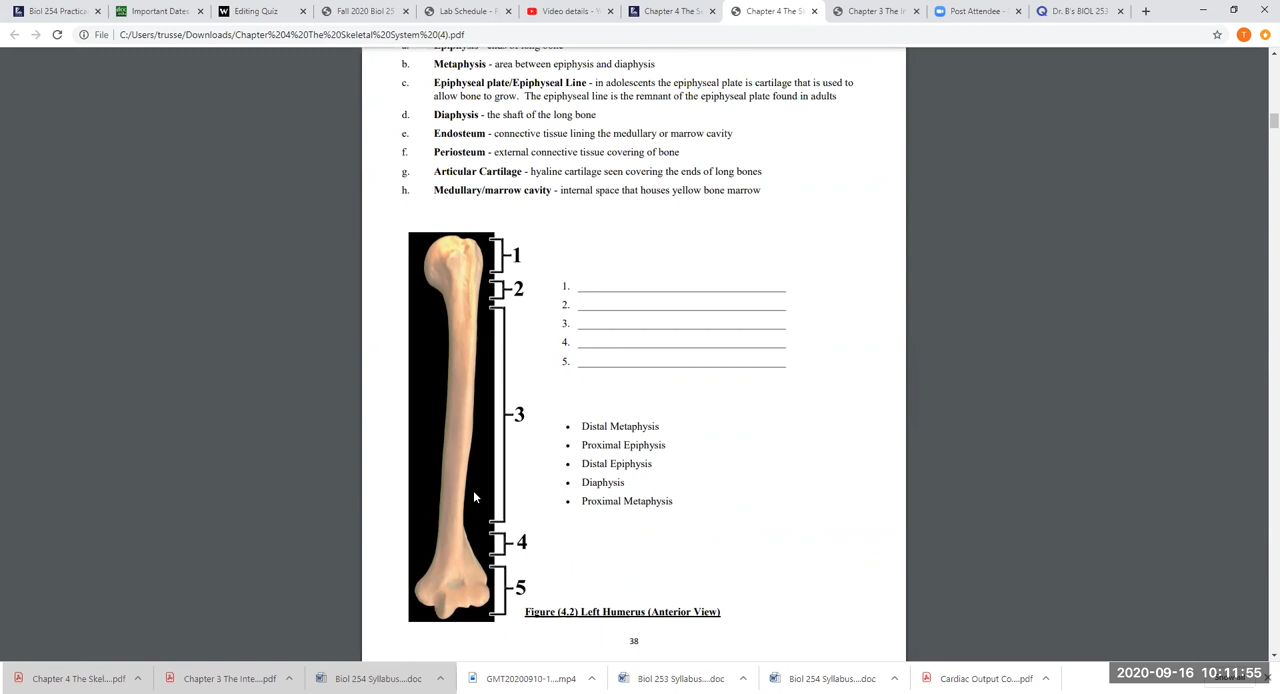 Biol 254 Practica
Important Dates
Editing Quiz
Fall 2020 Biol 25
Lab Schedule - F
Video details - Y
Chapter 4 The S
Chapter 4 The Sk
Chapter 3 The In
Post Attendee -
Dr. B's BIOL 253
File
C:/Users/trusse/Downloads/Chapter%204%20The%20Skeletal%20System%20(4).pdf
T
a. Epiphysis - ends of long bone
b. Metaphysis - area between epiphysis and diaphysis
c. Epiphyseal plate/Epiphyseal Line - in adolescents the epiphyseal plate is cartilage that is used to
allow bone to grow. The epiphyseal line is the remnant of the epiphyseal plate found in adults
d. Diaphysis - the shaft of the long bone
e. Endosteum - connective tissue lining the medullary or marrow cavity
f. Periosteum - external connective tissue covering of bone
g. Articular Cartilage - hyaline cartilage seen covering the ends of long bones
h. Medullary/marrow cavity - internal space that houses yellow bone marrow
1
2
3
4
5
1.
2.
3.
4.
5.
• Distal Metaphysis
• Proximal Epiphysis
• Distal Epiphysis
• Diaphysis
• Proximal Metaphysis
Figure (4.2) Left Humerus (Anterior View)
38
Chapter 4 The Skel....pdf
Chapter 3 The Inte....pdf
Biol 254 Syllabus....doc
GMT20200910-1....mp4
Biol 253 Syllabus....doc
Biol 254 Syllabus....doc
Cardiac Output Co....pdf
2020-09-16 10:11:55